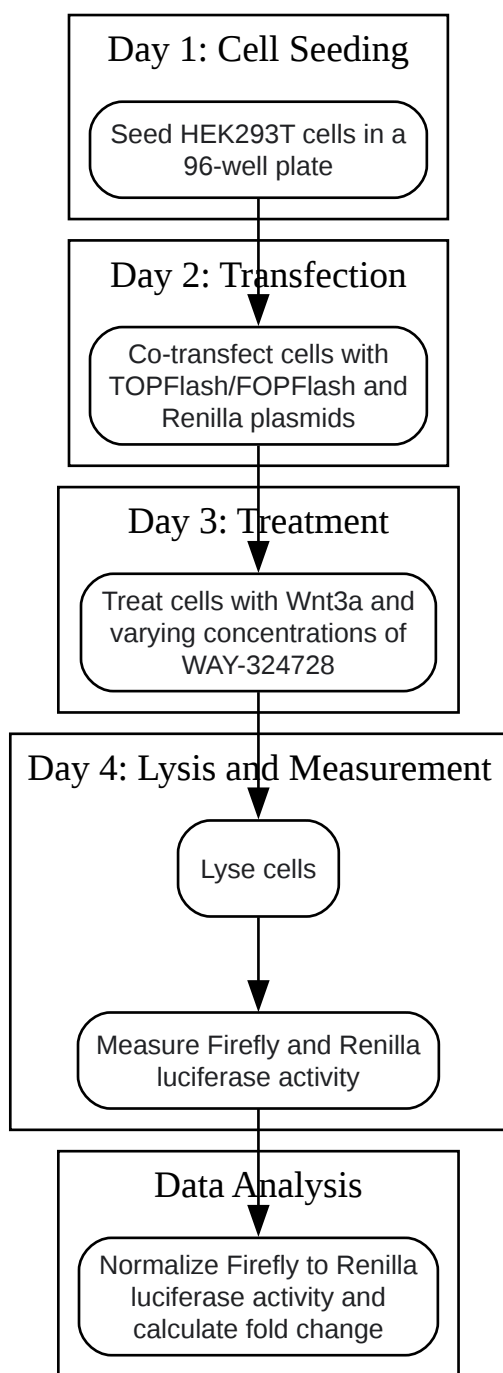 Day 1: Cell Seeding
Seed HEK293T cells in a
96-well plate
Day 2: Transfection
Co-transfect cells with
TOPFlash/FOPFlash and
Renilla plasmids
Day 3: Treatment
Treat cells with Wnt3a and
varying concentrations of
WAY-324728
Day 4: Lysis and Measurement
Lyse cells
Measure Firefly and Renilla
luciferase activity
Data Analysis
Normalize Firefly to Renilla
luciferase activity and
calculate fold change